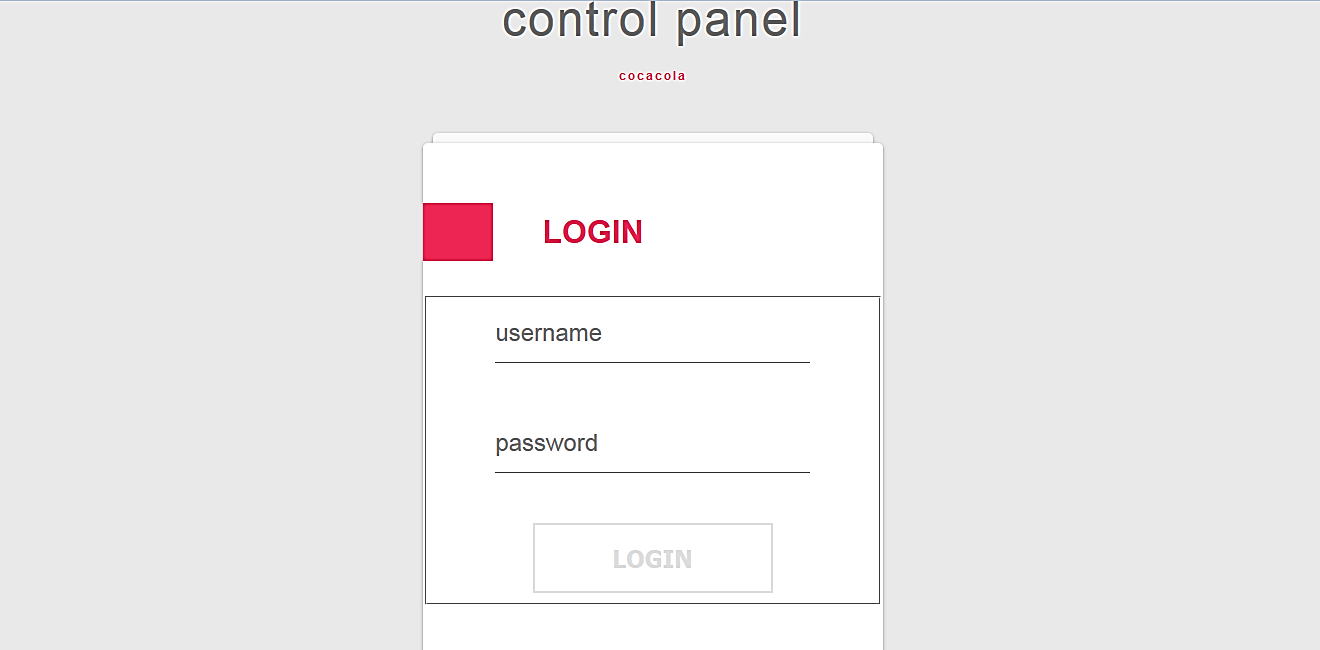 control panel
cocacola
LOGIN
username
password
LOGIN